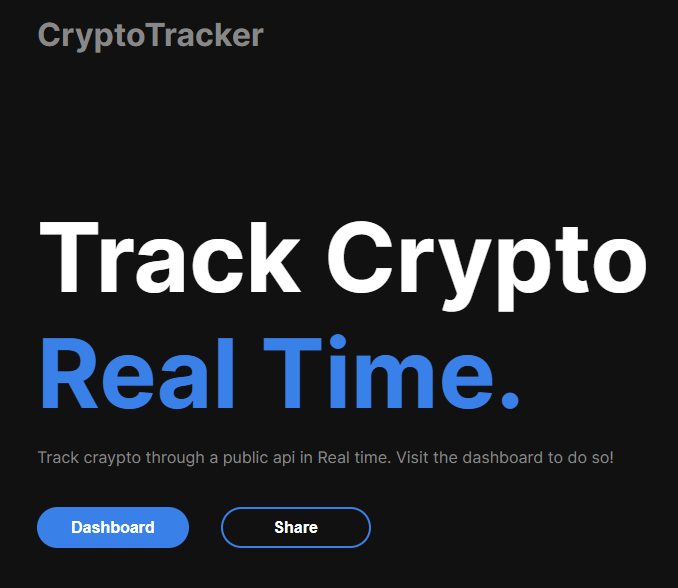 CryptoTracker
Track Crypto
Real Time.
Track craypto through a public api in Real time. Visit the dashboard to do so!
Dashboard
Share